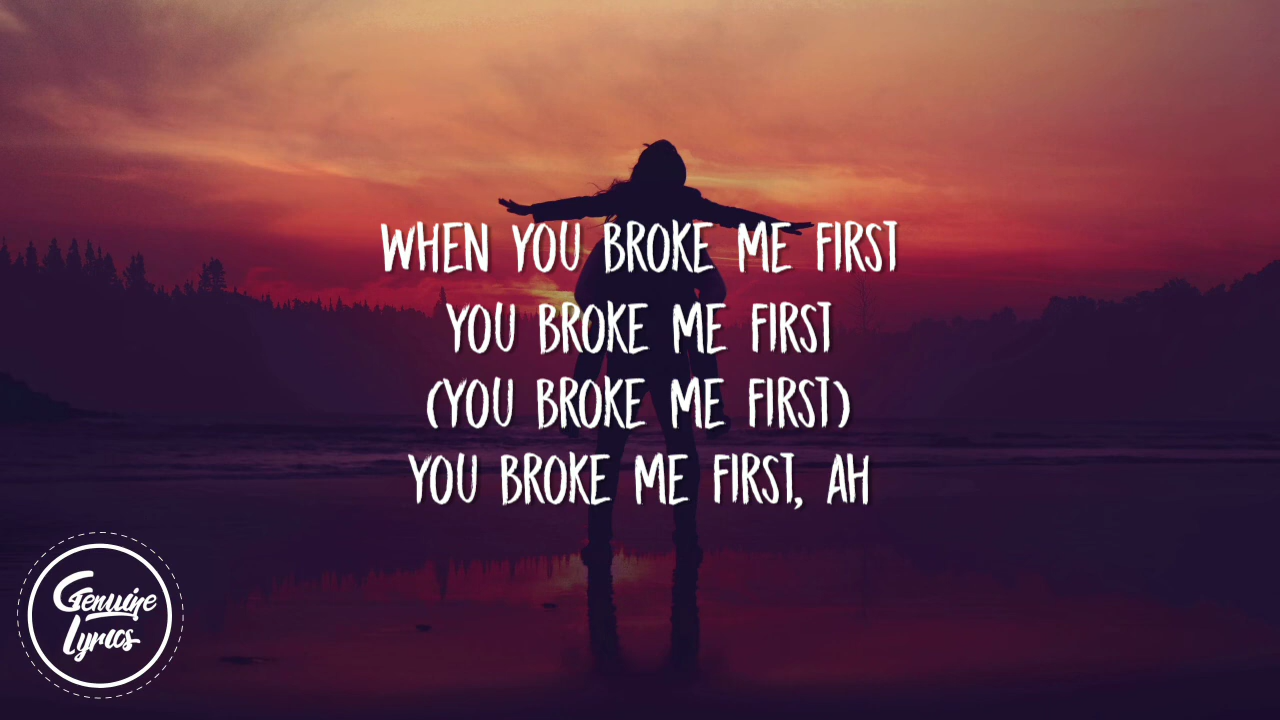 WHEN YOU BROKE ME FIRST
YOU BROKE ME FIRST
(YOU BROKE ME FIRST)
YOU BROKE ME FIRST, AH
Genuine
Lyrics